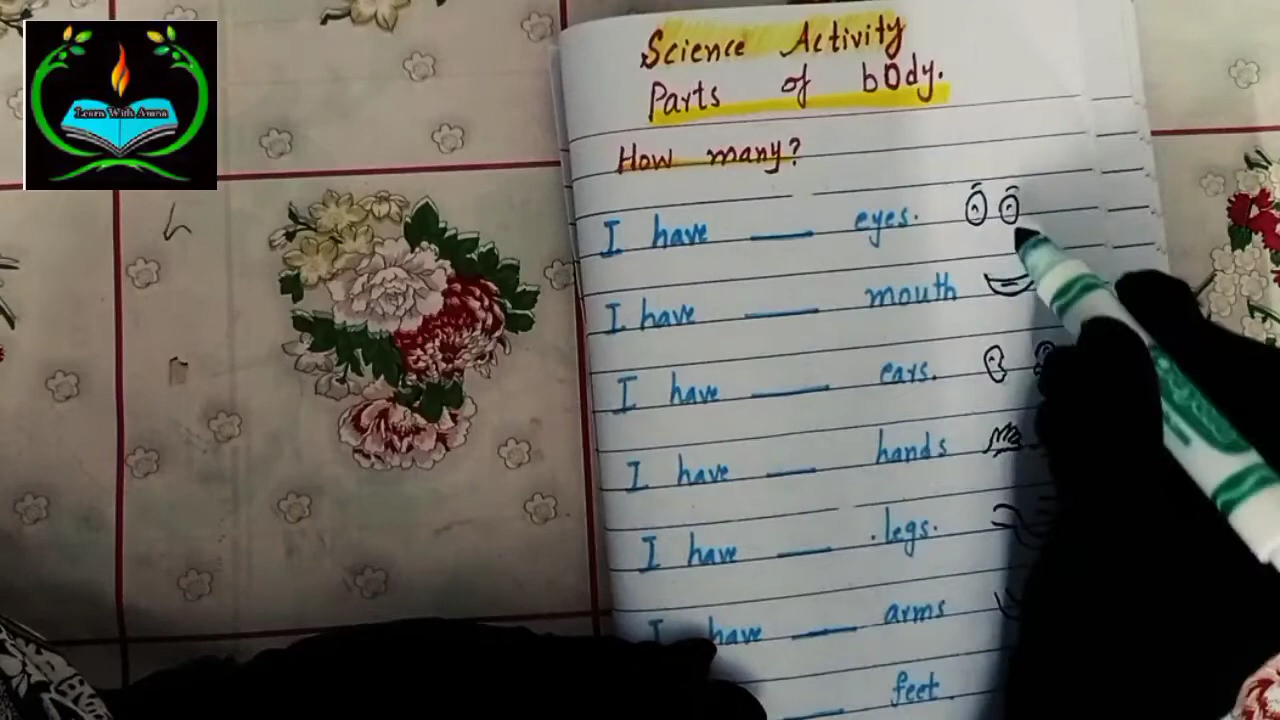 Learn With Amna
Science Activity
Parts of body.
How many?
I have ___ eyes.
I have ___ mouth
I have ___ ears.
I have ___ hands
I have ___ legs.
I have ___ arms
___ feet.